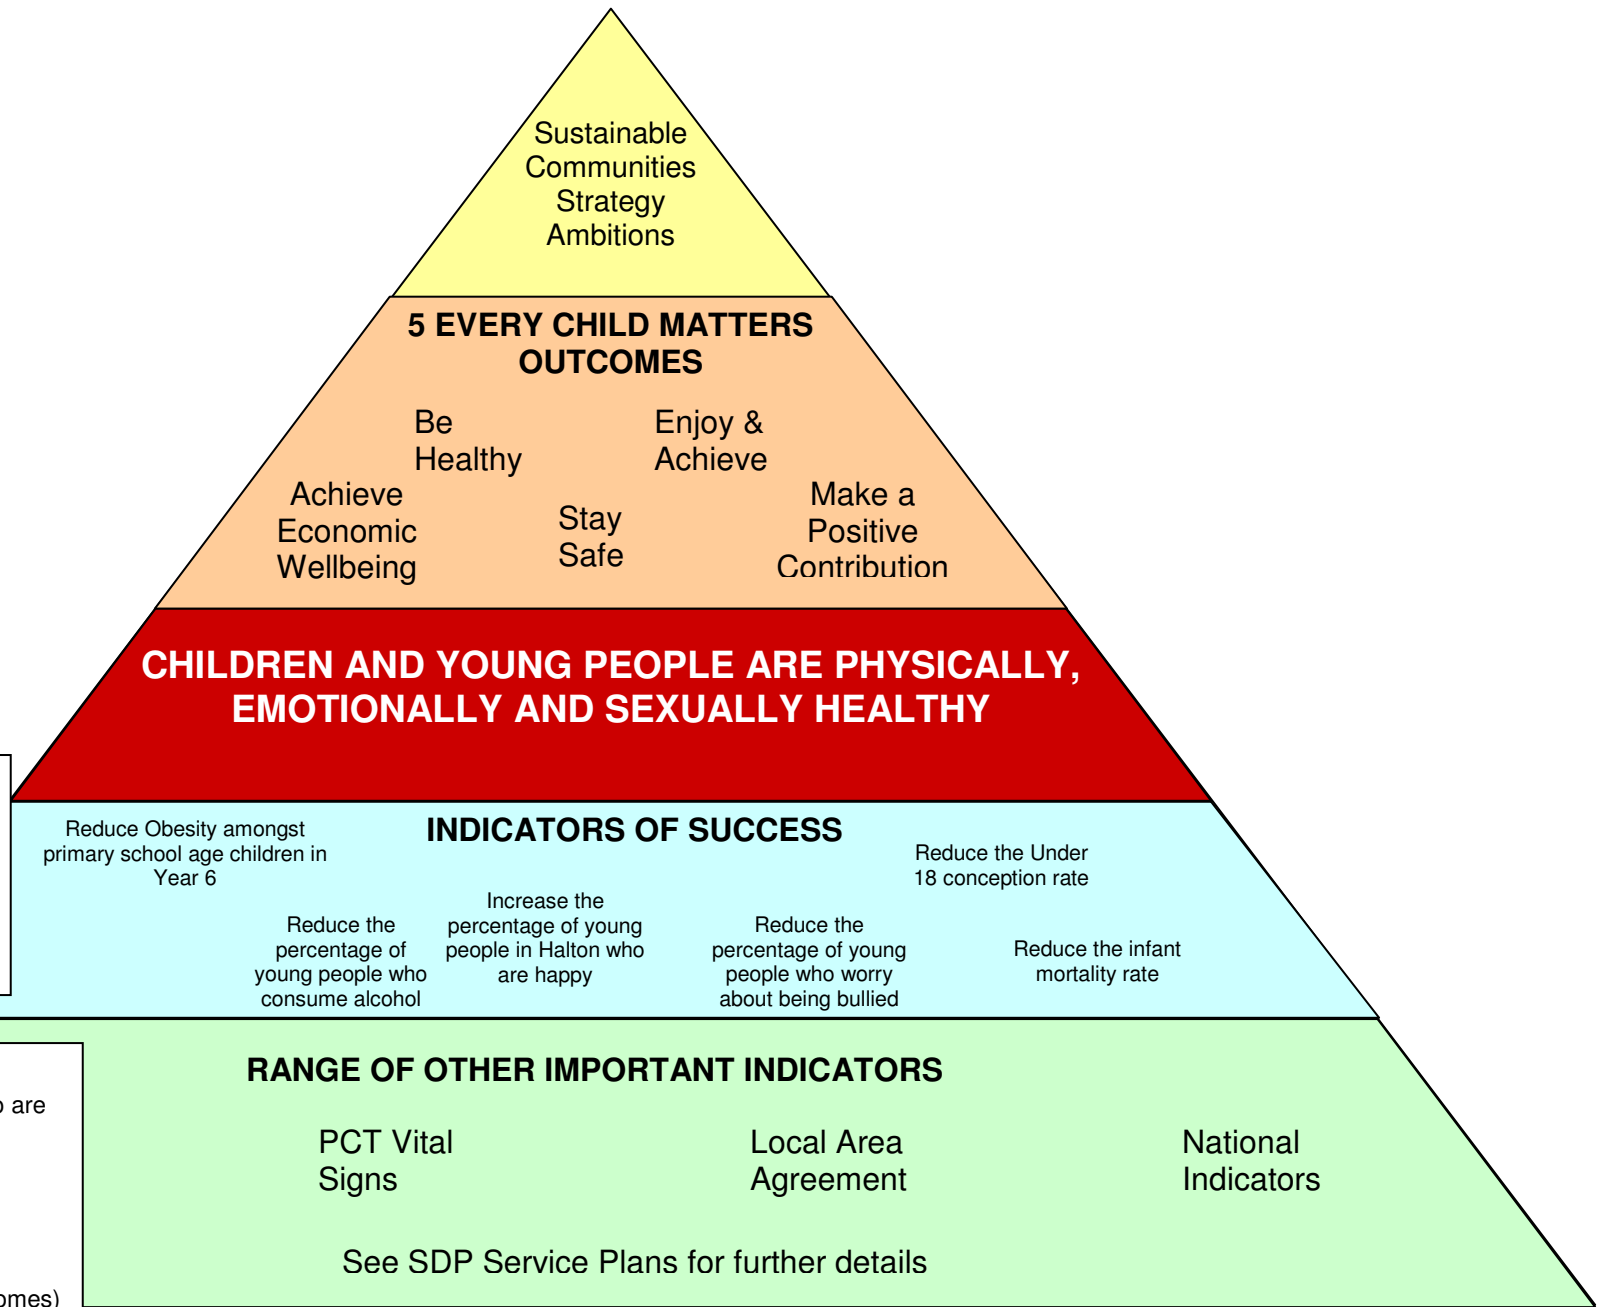 Sustainable
Communities
Strategy
Ambitions
5 EVERY CHILD MATTERS
OUTCOMES
Be
Healthy
Enjoy &
Achieve
Achieve
Economic
Wellbeing
Stay
Safe
Make a
Positive
Contribution
CHILDREN AND YOUNG PEOPLE ARE PHYSICALLY,
EMOTIONALLY AND SEXUALLY HEALTHY
INDICATORS OF SUCCESS
Reduce Obesity amongst
primary school age children in
Year 6
Reduce the
percentage of
young people who
consume alcohol
Increase the
percentage of young
people in Halton who
are happy
Reduce the
percentage of young
people who worry
about being bullied
Reduce the Under
18 conception rate
Reduce the infant
mortality rate
RANGE OF OTHER IMPORTANT INDICATORS
are
PCT Vital
Signs
Local Area
Agreement
National
Indicators
See SDP Service Plans for further details